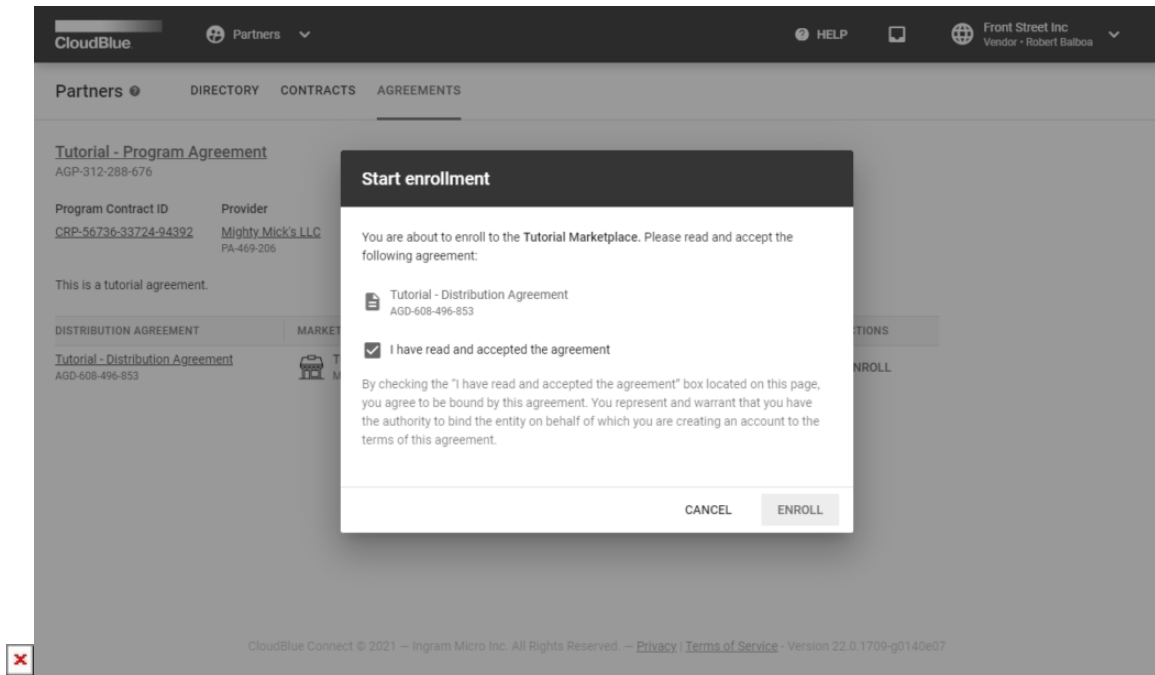 CloudBlue
Partners
HELP
Front Street Inc
Vendor • Robert Balboa
Partners
DIRECTORY
CONTRACTS
AGREEMENTS
Tutorial - Program Agreement
AGP-312-288-676
Program Contract ID
Provider
CRP-56736-33724-94392
Mighty Mick's LLC
PA-469-206
This is a tutorial agreement.
DISTRIBUTION AGREEMENT
MARKET
TIONS
Tutorial - Distribution Agreement
AGD-608-496-853
T
M
NROLL
Start enrollment
You are about to enroll to the Tutorial Marketplace. Please read and accept the
following agreement:
Tutorial - Distribution Agreement
AGD-608-496-853
I have read and accepted the agreement
By checking the "I have read and accepted the agreement" box located on this page,
you agree to be bound by this agreement. You represent and warrant that you have
the authority to bind the entity on behalf of which you are creating an account to the
terms of this agreement.
CANCEL
ENROLL
CloudBlue Connect © 2021 — Ingram Micro Inc. All Rights Reserved. — Privacy | Terms of Service - Version 22.0.1709-g0140e07